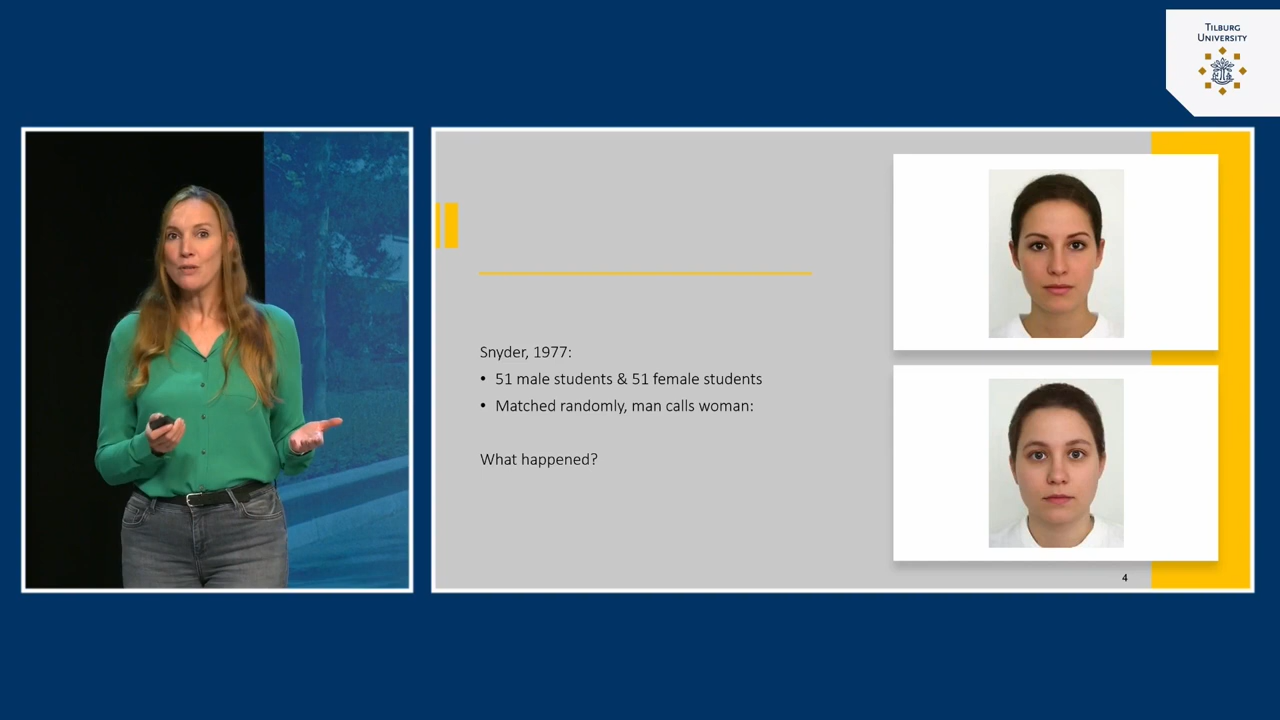 TILBURG
UNIVERSITY
Snyder, 1977:
• 51 male students & 51 female students
• Matched randomly, man calls woman:
What happened?
4